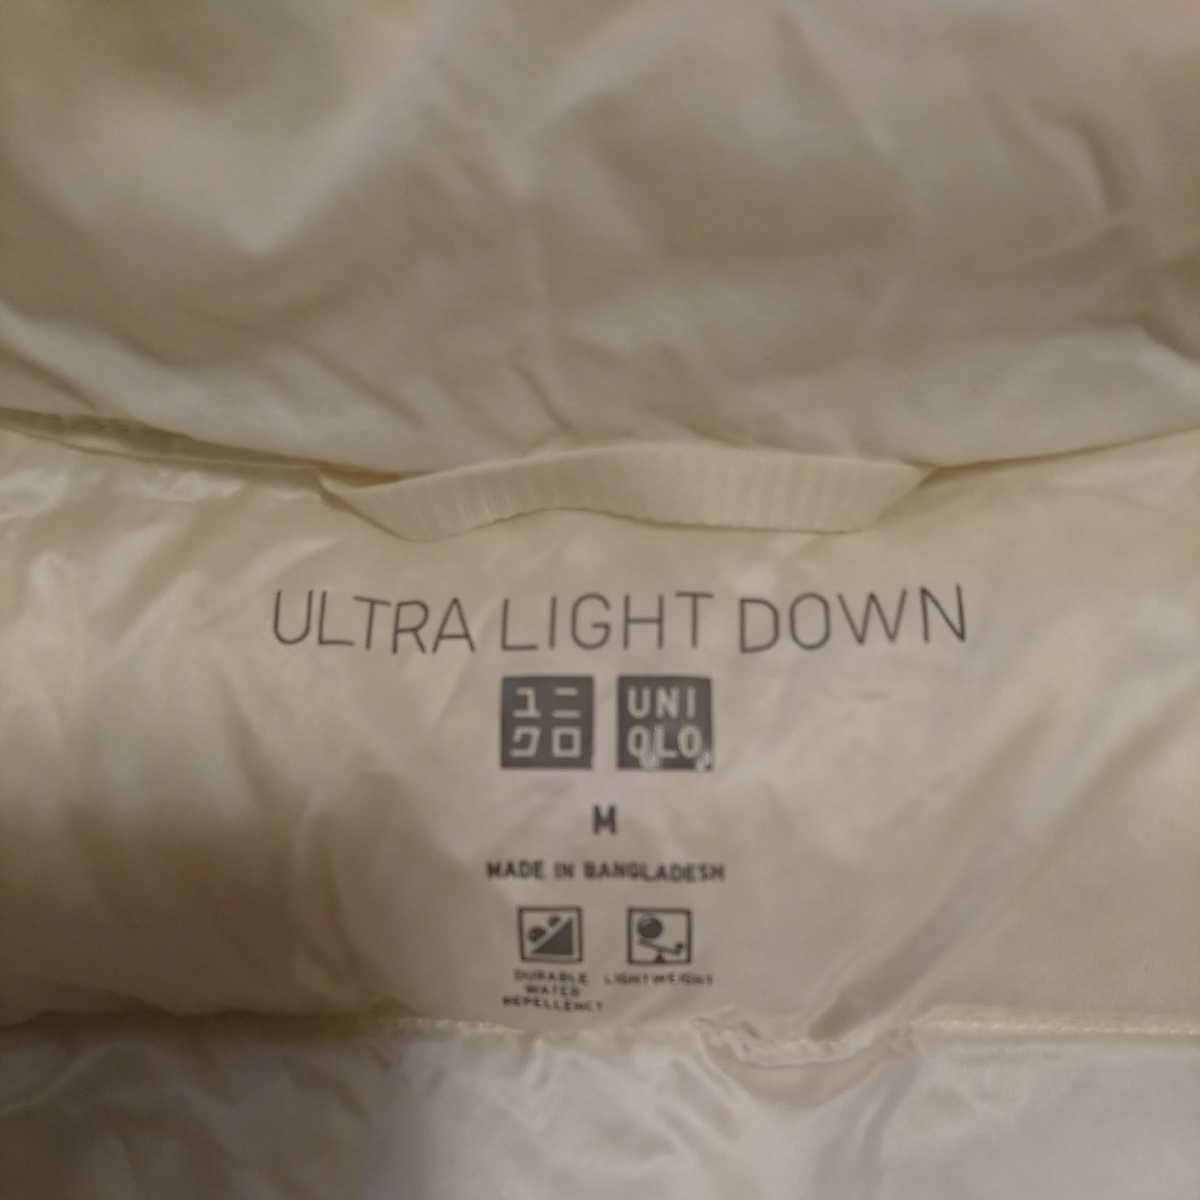 ULTRA LIGHT DOWN
ユニ UNI
クロ QLO
M
MADE IN BANGLADESH
DURABLE LIGHTWEIGHT
WATER
REPELLENCY